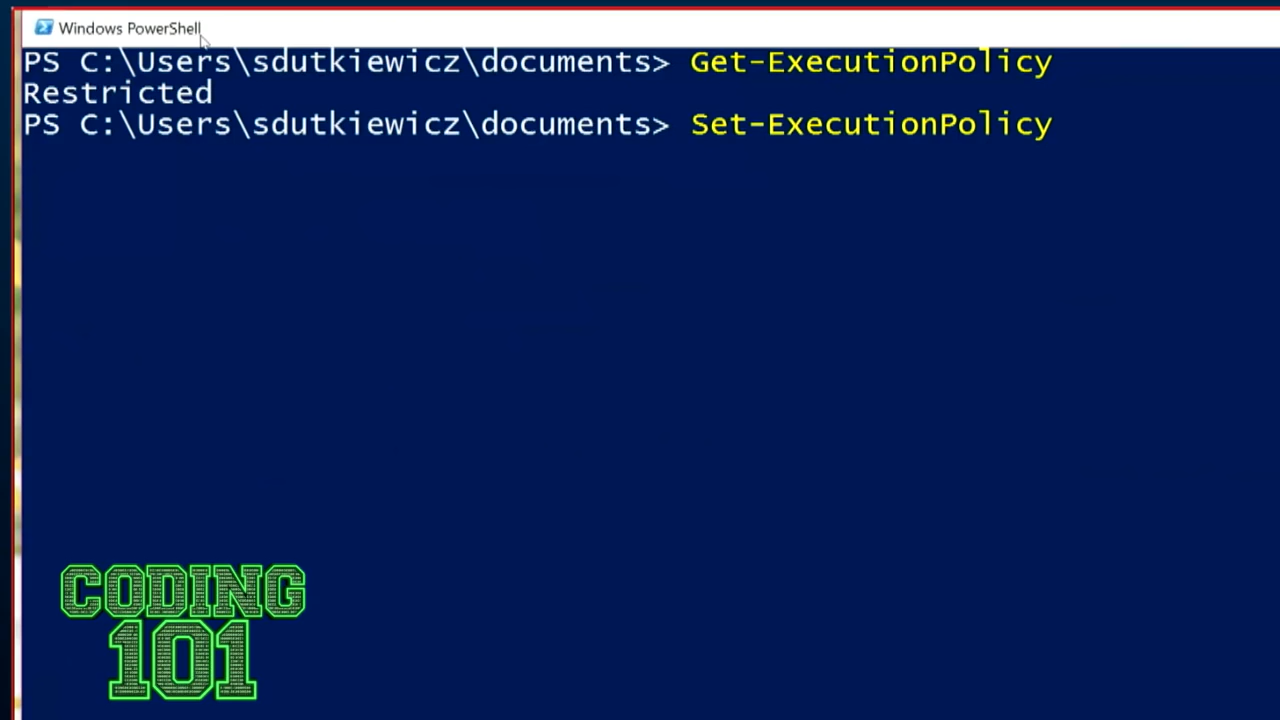 Windows PowerShell
PS C:\Users\sdutkiewicz\documents> Get-ExecutionPolicy
Restricted
PS C:\Users\sdutkiewicz\documents> Set-ExecutionPolicy
CODING
101